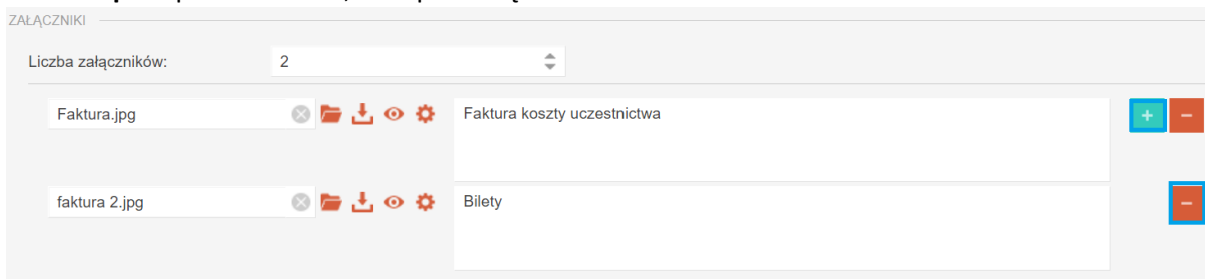 ZAŁĄCZNIKI
Liczba załączników: 2
Faktura.jpg Faktura koszty uczestnictwa
faktura 2.jpg Bilety